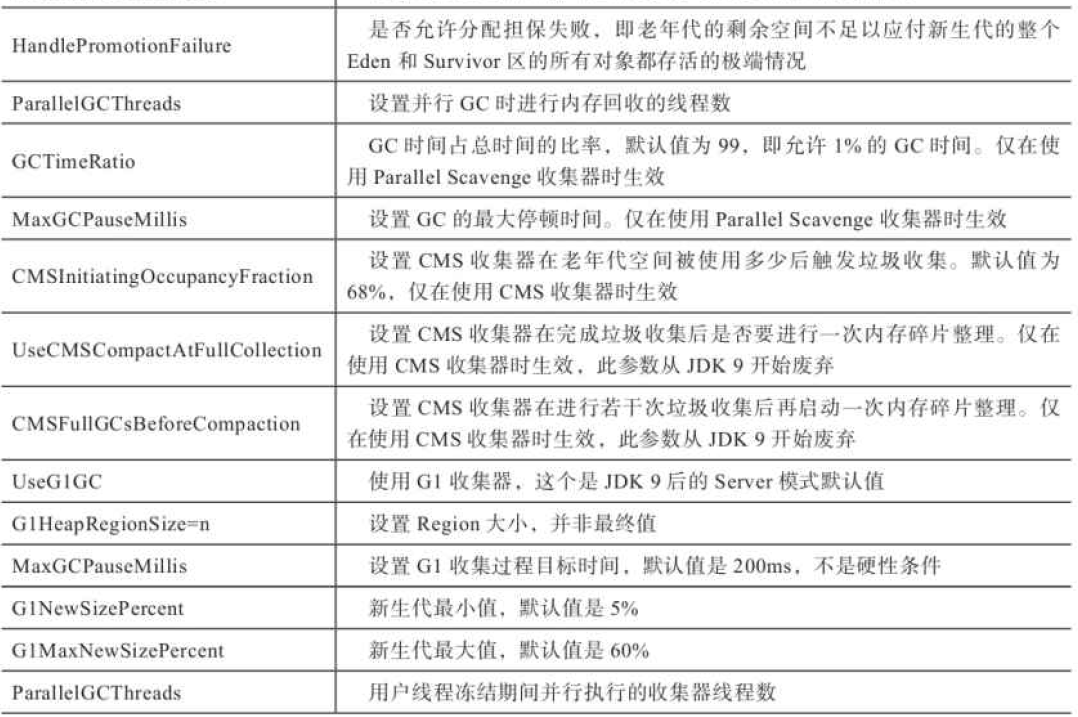 HandlePromotionFailure
是否允许分配担保失败，即老年代的剩余空间不足以应付新生代的整个
Eden 和 Survivor 区的所有对象都存活的极端情况
ParallelGCThreads
设置并行 GC 时进行内存回收的线程数
GCTimeRatio
GC 时间占总时间的比率，默认值为 99，即允许 1% 的 GC 时间。仅在使
用 Parallel Scavenge 收集器时生效
MaxGCPauseMillis
设置 GC 的最大停顿时间。仅在使用 Parallel Scavenge 收集器时生效
CMSInitiatingOccupancyFraction
设置 CMS 收集器在老年代空间被使用多少后触发垃圾收集。默认值为
68%，仅在使用 CMS 收集器时生效
UseCMSCompactAtFullCollection
设置 CMS 收集器在完成垃圾收集后是否要进行一次内存碎片整理。仅在
使用 CMS 收集器时生效，此参数从 JDK 9 开始废弃
CMSFullGCsBeforeCompaction
设置 CMS 收集器在进行若干次垃圾收集后再启动一次内存碎片整理。仅
在使用 CMS 收集器时生效，此参数从 JDK 9 开始废弃
UseG1GC
使用 G1 收集器，这个是 JDK 9 后的 Server 模式默认值
G1HeapRegionSize=n
设置 Region 大小，并非最终值
MaxGCPauseMillis
设置 G1 收集过程目标时间，默认值是 200ms，不是硬性条件
G1NewSizePercent
新生代最小值，默认值是 5%
G1MaxNewSizePercent
新生代最大值，默认值是 60%
ParallelGCThreads
用户线程冻结期间并行执行的收集器线程数